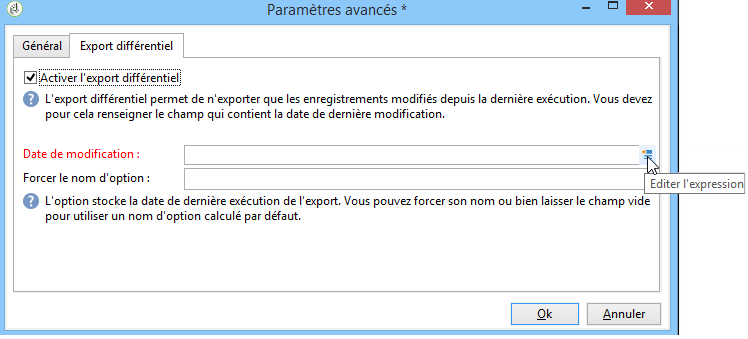 Paramètres avancés *
Général
Export différentiel
Activer l'export différentiel
L'export différentiel permet de n'exporter que les enregistrements modifiés depuis la dernière exécution. Vous devez
pour cela renseigner le champ qui contient la date de dernière modification.
Date de modification :
Forcer le nom d'option :
Editer l'expression
L'option stocke la date de dernière exécution de l'export. Vous pouvez forcer son nom ou bien laisser le champ vide
pour utiliser un nom d'option calculé par défaut.
Ok
Annuler